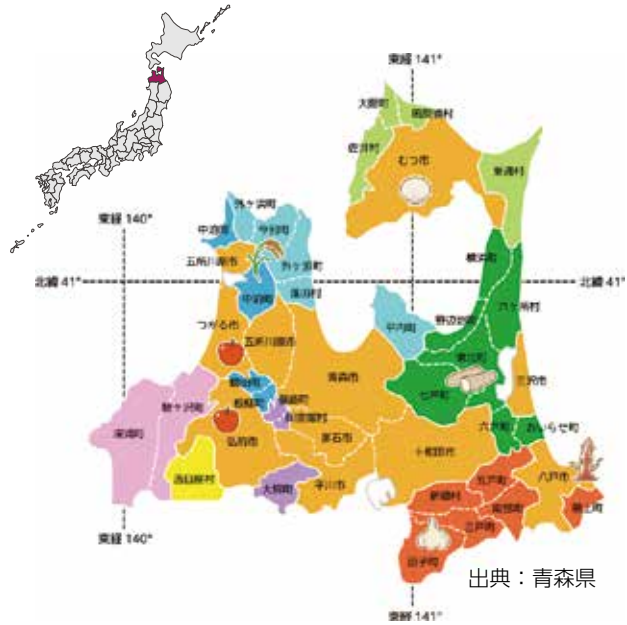 東経 141°
大間町
風間浦村
佐井村
むつ市
東通村
東経 140°
外ヶ浜町
中泊町
今別町
五所川原市
外ヶ浜町
横浜町
北緯 41°
北緯 41°
中泊町
蓬田村
六ヶ所村
つがる市
平内町
野辺地町
五所川原市
東北町
青森市
三沢市
鶴田町
七戸町
板柳町
藤崎町
鰺ヶ沢町
田舎館村
六戸町
おいらせ町
深浦町
弘前市
黒石市
十和田市
西目屋村
大鰐町
平川市
五戸町
八戸市
新郷村
南部町
階上町
三戸町
田子町
東経 140°
出典:青森県
東経 141°